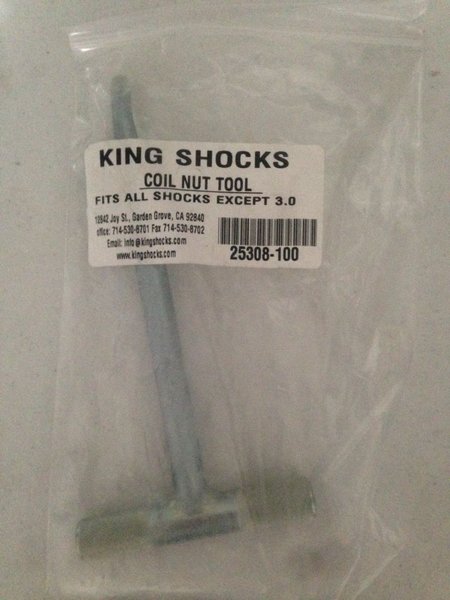 KING SHOCKS
COIL NUT TOOL
FITS ALL SHOCKS EXCEPT 3.0
12842 Joy St., Garden Grove, CA 92840
office: 714-530-8701 Fax 714-530-8702
Email: Info@kingshocks.com
www.kingshocks.com
25308-100